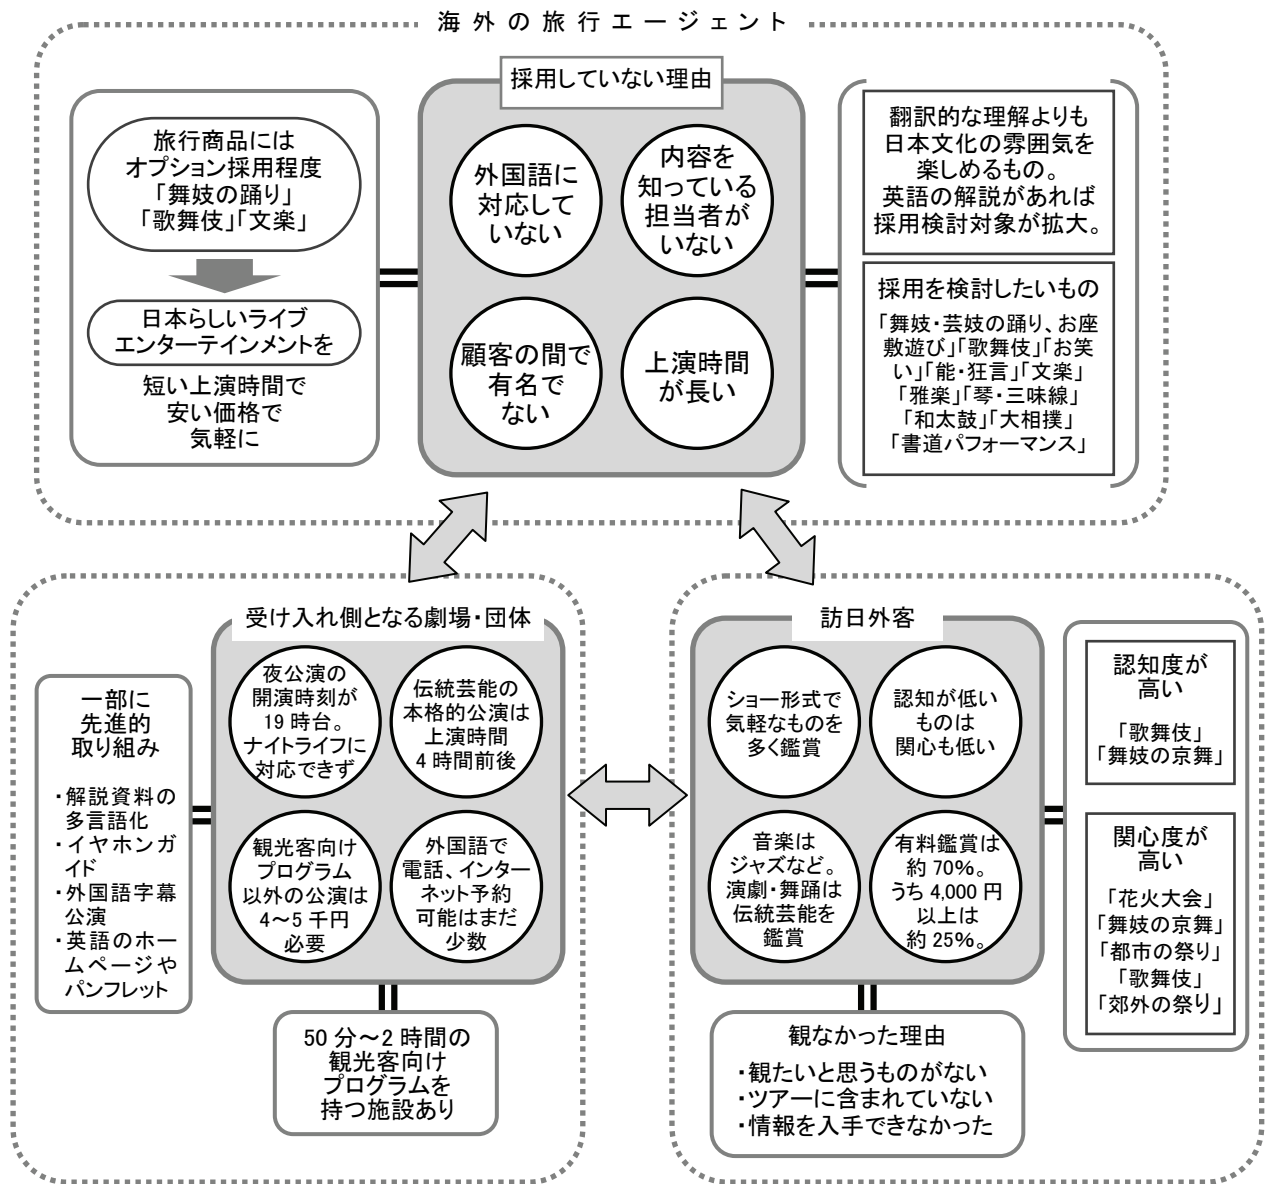 海外の旅行エージェント
旅行商品には
オプション採用程度
「舞妓の踊り」
「歌舞伎」「文楽」
日本らしいライブ
エンターテインメントを
短い上演時間で
安い価格で
気軽に
採用していない理由
外国語に
対応して
いない
内容を
知っている
担当者が
いない
顧客の間で
有名で
ない
上演時間
が長い
翻訳的な理解よりも
日本文化の雰囲気を
楽しめるもの。
英語の解説があれば
採用検討対象が拡大。
採用を検討したいもの
「舞妓・芸妓の踊り、お座
敷遊び」「歌舞伎」「お笑
い」「能・狂言」「文楽」
「雅楽」「琴・三味線」
「和太鼓」「大相撲」
「書道パフォーマンス」
受け入れ側となる劇場・団体
一部に
先進的
取り組み
・解説資料の
多言語化
・イヤホンガ
イド
・外国語字幕
公演
・英語のホー
ムページや
パンフレット
夜公演の
開演時刻が
19時台。
ナイトライフに
対応できず
伝統芸能の
本格的公演は
上演時間
4時間前後
観光客向け
プログラム
以外の公演は
4～5千円
必要
外国語で
電話、インター
ネット予約
可能はまだ
少数
50分～2時間の
観光客向け
プログラムを
持つ施設あり
訪日外客
ショー形式で
気軽なものを
多く鑑賞
認知が低い
ものは
関心も低い
音楽は
ジャズなど。
演劇・舞踊は
伝統芸能を
鑑賞
有料鑑賞は
約70%。
うち4,000円
以上は
約25%。
認知度が
高い
「歌舞伎」
「舞妓の京舞」
関心度が
高い
「花火大会」
「舞妓の京舞」
「都市の祭り」
「歌舞伎」
「郊外の祭り」
観なかった理由
・観たいと思うものがない
・ツアーに含まれていない
・情報を入手できなかった